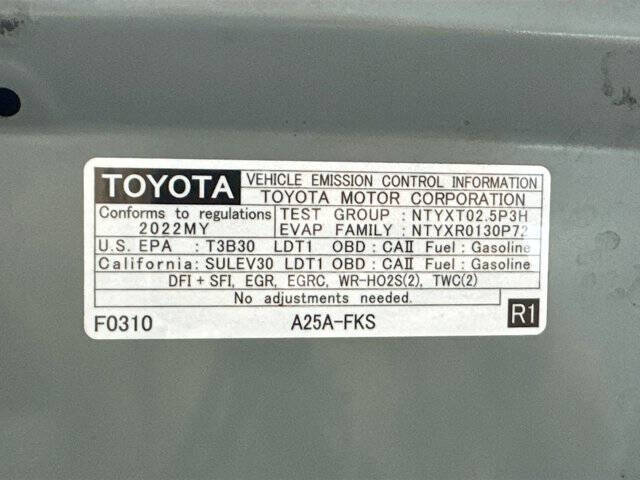 TOYOTA VEHICLE EMISSION CONTROL INFORMATION
TOYOTA MOTOR CORPORATION
Conforms to regulations TEST GROUP : NTYXT02.5P3H
2022MY EVAP FAMILY : NTYXR0130P72
U.S. EPA : T3B30 LDT1 OBD : CAⅡ Fuel : Gasoline
California: SULEV30 LDT1 OBD : CAⅡ Fuel : Gasoline
DFI + SFI, EGR, EGRC, WR-HO2S(2), TWC(2)
No adjustments needed.
F0310 A25A-FKS R1